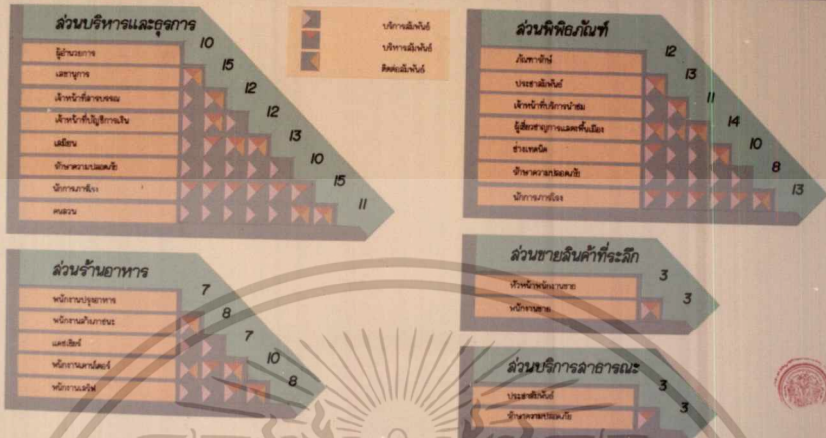 ส่วนบริหารและธุรการ
ผู้อำนวยการ
เลขานุการ
เจ้าหน้าที่สารบรรณ
เจ้าหน้าที่บัญชีการเงิน
เสมียน
รักษาความปลอดภัย
นักการภารโรง
คนสวน
10
15
12
12
13
10
15
11
บริการสัมพันธ์
บริหารสัมพันธ์
ติดต่อสัมพันธ์
ส่วนพิพิธภัณฑ์
ภัณฑารักษ์
ประชาสัมพันธ์
เจ้าหน้าที่บริการนำชม
ผู้เชี่ยวชาญการแสดงพื้นเมือง
ช่างเทคนิค
รักษาความปลอดภัย
นักการภารโรง
12
13
11
14
10
8
13
ส่วนร้านอาหาร
พนักงานปรุงอาหาร
พนักงานล้างภาชนะ
แคชเชียร์
พนักงานเคาน์เตอร์
พนักงานเสริฟ
7
8
7
10
8
ส่วนขายสินค้าที่ระลึก
หัวหน้าพนักงานขาย
พนักงานขาย
3
3
ส่วนบริการสาธารณะ
ประชาสัมพันธ์
รักษาความปลอดภัย
3
3